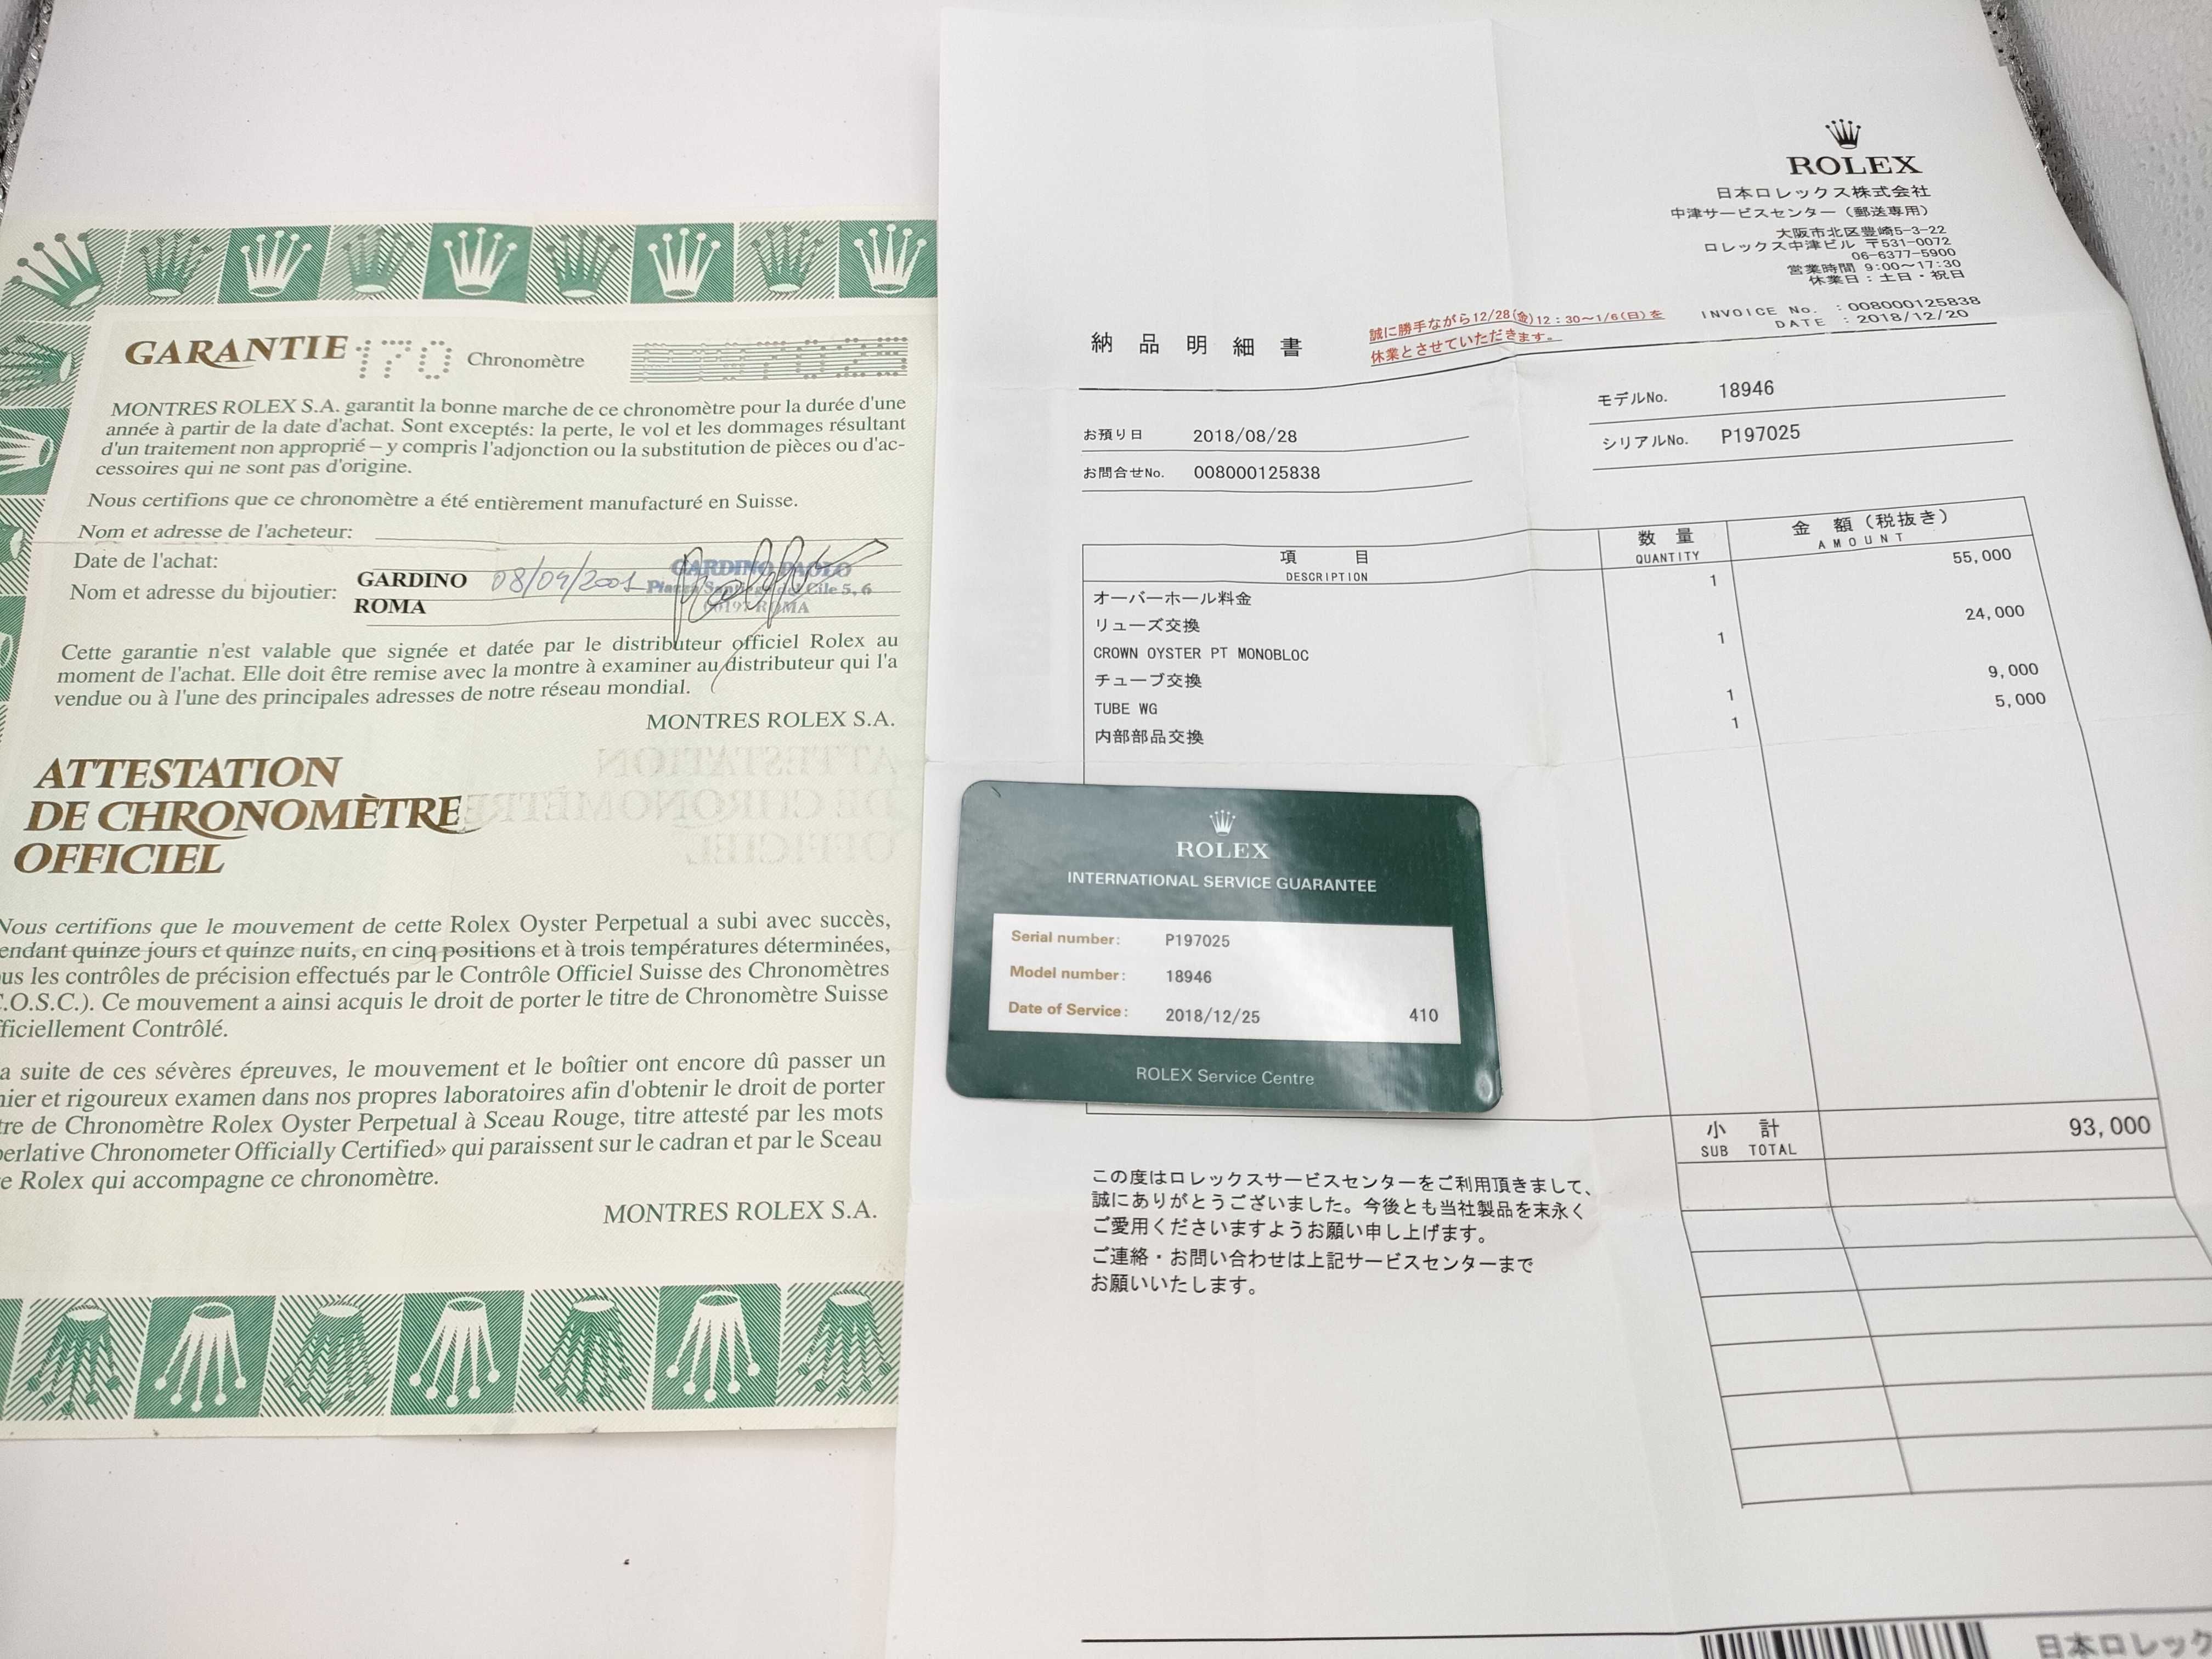 GARANTIE 170 Chronomètre
MONTRES ROLEX S.A. garantit la bonne marche de ce chronomètre pour la durée d'une
année à partir de la date d'achat. Sont exceptés: la perte, le vol et les dommages résultant
d'un traitement non approprié – y compris l'adjonction ou la substitution de pièces ou d'ac-
cessoires qui ne sont pas d'origine.
Nous certifions que ce chronomètre a été entièrement manufacturé en Suisse.
Nom et adresse de l'acheteur:
Date de l'achat:
Nom et adresse du bijoutier: GARDINO 08/09/2001 GARDINO PAOLO
ROMA Piazza Santiago del Cile 5, 6
00197 ROMA
Cette garantie n'est valable que signée et datée par le distributeur officiel Rolex au
moment de l'achat. Elle doit être remise avec la montre à examiner au distributeur qui l'a
vendue ou à l'une des principales adresses de notre réseau mondial.
MONTRES ROLEX S.A.
ATTESTATION
DE CHRONOMÈTRE
OFFICIEL
Nous certifions que le mouvement de cette Rolex Oyster Perpetual a subi avec succès,
endant quinze jours et quinze nuits, en cinq positions et à trois températures déterminées,
us les contrôles de précision effectués par le Contrôle Officiel Suisse des Chronomètres
C.O.S.C.). Ce mouvement a ainsi acquis le droit de porter le titre de Chronomètre Suisse
fficiellement Contrôlé.
a suite de ces sévères épreuves, le mouvement et le boîtier ont encore dû passer un
nier et rigoureux examen dans nos propres laboratoires afin d'obtenir le droit de porter
tre de Chronomètre Rolex Oyster Perpetual à Sceau Rouge, titre attesté par les mots
perlative Chronometer Officially Certified» qui paraissent sur le cadran et par le Sceau
e Rolex qui accompagne ce chronomètre.
MONTRES ROLEX S.A.
ROLEX
日本ロレックス株式会社
中津サービスセンター（郵送専用）
大阪市北区豊崎5-3-22
ロレックス中津ビル 〒531-0072
06-6377-5900
営業時間 9:00〜17:30
休業日：土日・祝日
INVOICE No. :008000125838
DATE :2018/12/20
納品明細書
誠に勝手ながら12/28(金)12：30〜1/6(日)を
休業とさせていただきます。
お預り日 2018/08/28
お問合せNo. 008000125838
モデルNo. 18946
シリアルNo. P197025
項 目 数 量 金 額（税抜き）
DESCRIPTION QUANTITY AMOUNT
オーバーホール料金 1 55,000
リューズ交換 1 24,000
CROWN OYSTER PT MONOBLOC
チューブ交換 1 9,000
TUBE WG
内部部品交換 1 5,000
ROLEX
INTERNATIONAL SERVICE GUARANTEE
Serial number: P197025
Model number: 18946
Date of Service: 2018/12/25 410
ROLEX Service Centre
小 計 93,000
SUB TOTAL
この度はロレックスサービスセンターをご利用頂きまして、
誠にありがとうございました。今後とも当社製品を末永く
ご愛用くださいますようお願い申し上げます。
ご連絡・お問い合わせは上記サービスセンターまで
お願いいたします。
日本ロレック